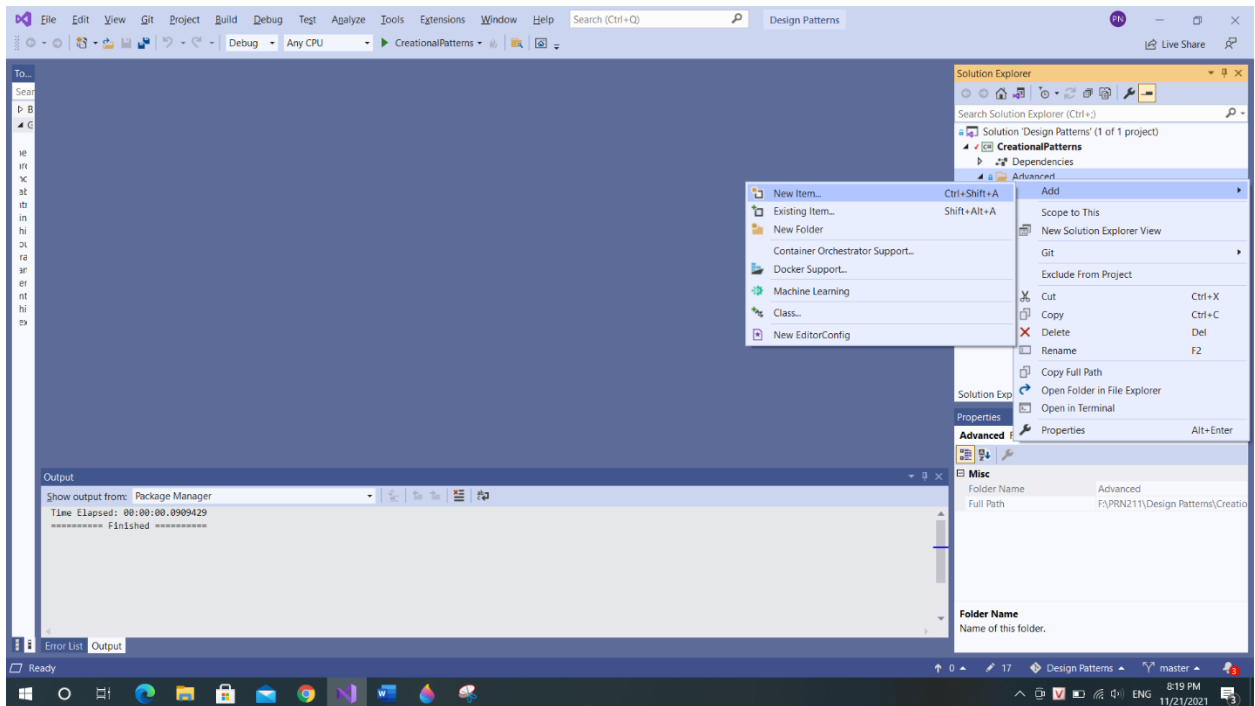 File Edit View Git Project Build Debug Test Analyze Tools Extensions Window Help Search (Ctrl+Q) Design Patterns PN
Debug Any CPU CreationalPatterns Live Share
To...
Sear
B
G
Solution Explorer
Search Solution Explorer (Ctrl+;)
Solution 'Design Patterns' (1 of 1 project)
CreationalPatterns
Dependencies
Advanced
New Item... Ctrl+Shift+A
Existing Item... Shift+Alt+A
New Folder
Container Orchestrator Support...
Docker Support...
Machine Learning
Class...
New EditorConfig
Add
Scope to This
New Solution Explorer View
Git
Exclude From Project
Cut Ctrl+X
Copy Ctrl+C
Delete Del
Rename F2
Copy Full Path
Open Folder in File Explorer
Open in Terminal
Properties Alt+Enter
Solution Exp
Properties
Advanced F
Misc
Folder Name Advanced
Full Path F:\PRN211\Design Patterns\Creatio
Folder Name
Name of this folder.
Output
Show output from: Package Manager
Time Elapsed: 00:00:00.0909429
========== Finished ==========
Error List Output
Ready 0 17 Design Patterns master 3
ENG 8:19 PM
11/21/2021 3